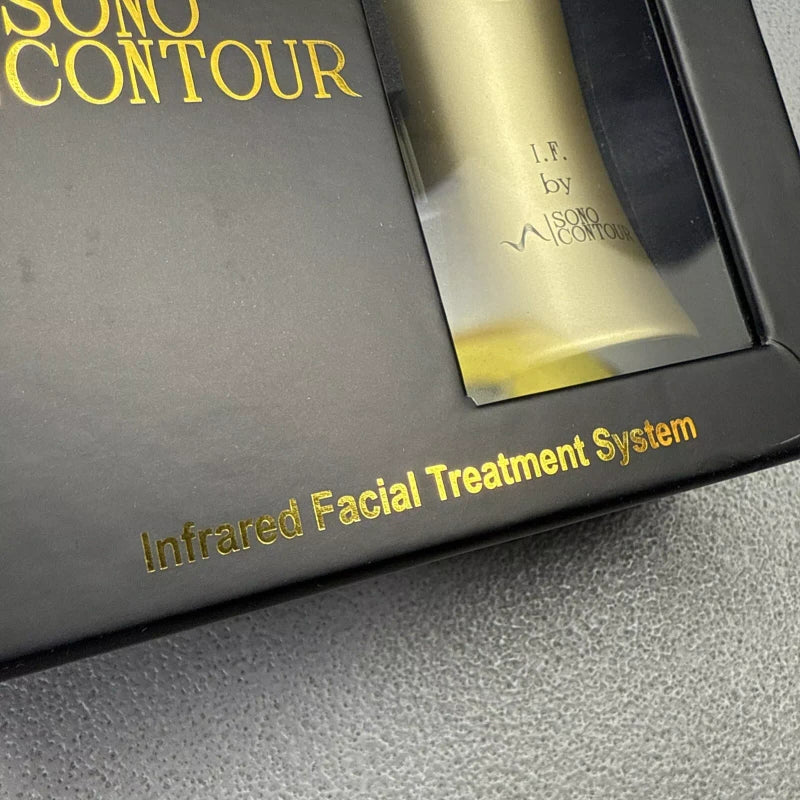 SONO
CONTOUR
I.F.
by
SONO
CONTOUR
Infrared Facial Treatment System